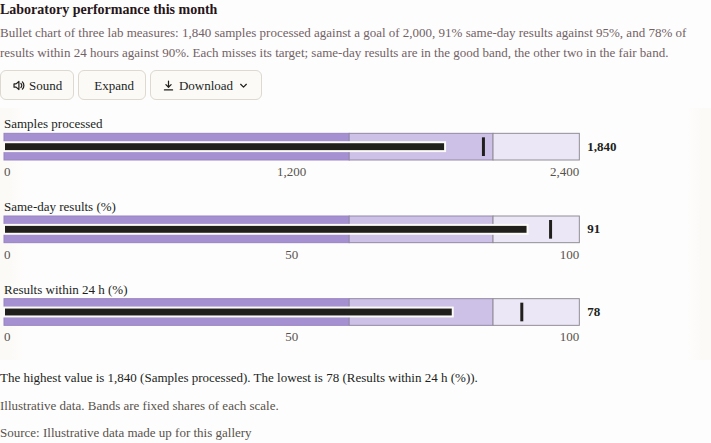 Laboratory performance this month
Bullet chart of three lab measures: 1,840 samples processed against a goal of 2,000, 91% same-day results against 95%, and 78% of
results within 24 hours against 90%. Each misses its target; same-day results are in the good band, the other two in the fair band.
Sound Expand Download
Samples processed
1,840
0 1,200 2,400
Same-day results (%)
91
0 50 100
Results within 24 h (%)
78
0 50 100
The highest value is 1,840 (Samples processed). The lowest is 78 (Results within 24 h (%)).
Illustrative data. Bands are fixed shares of each scale.
Source: Illustrative data made up for this gallery